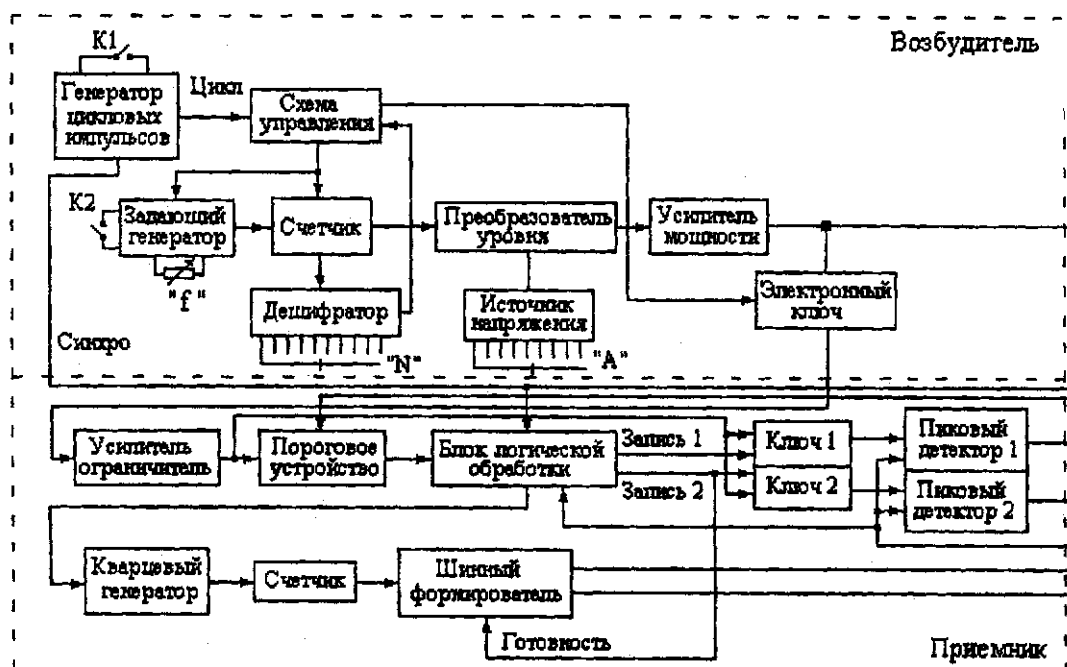 К1
Возбудитель
Генератор
цикловых
импульсов
Цикл
Схема
управления
К2
Задающий
генератор
Счетчик
Преобразователь
уровня
Усилитель
мощности
"f"
Дешифратор
Источник
напряжения
Электронный
ключ
Синхро
"N"
"A"
Усилитель
ограничитель
Пороговое
устройство
Блок логической
обработки
Запись 1
Запись 2
Ключ 1
Ключ 2
Пиковый
детектор 1
Пиковый
детектор 2
Кварцевый
генератор
Счетчик
Шинный
формирователь
Готовность
Приемник